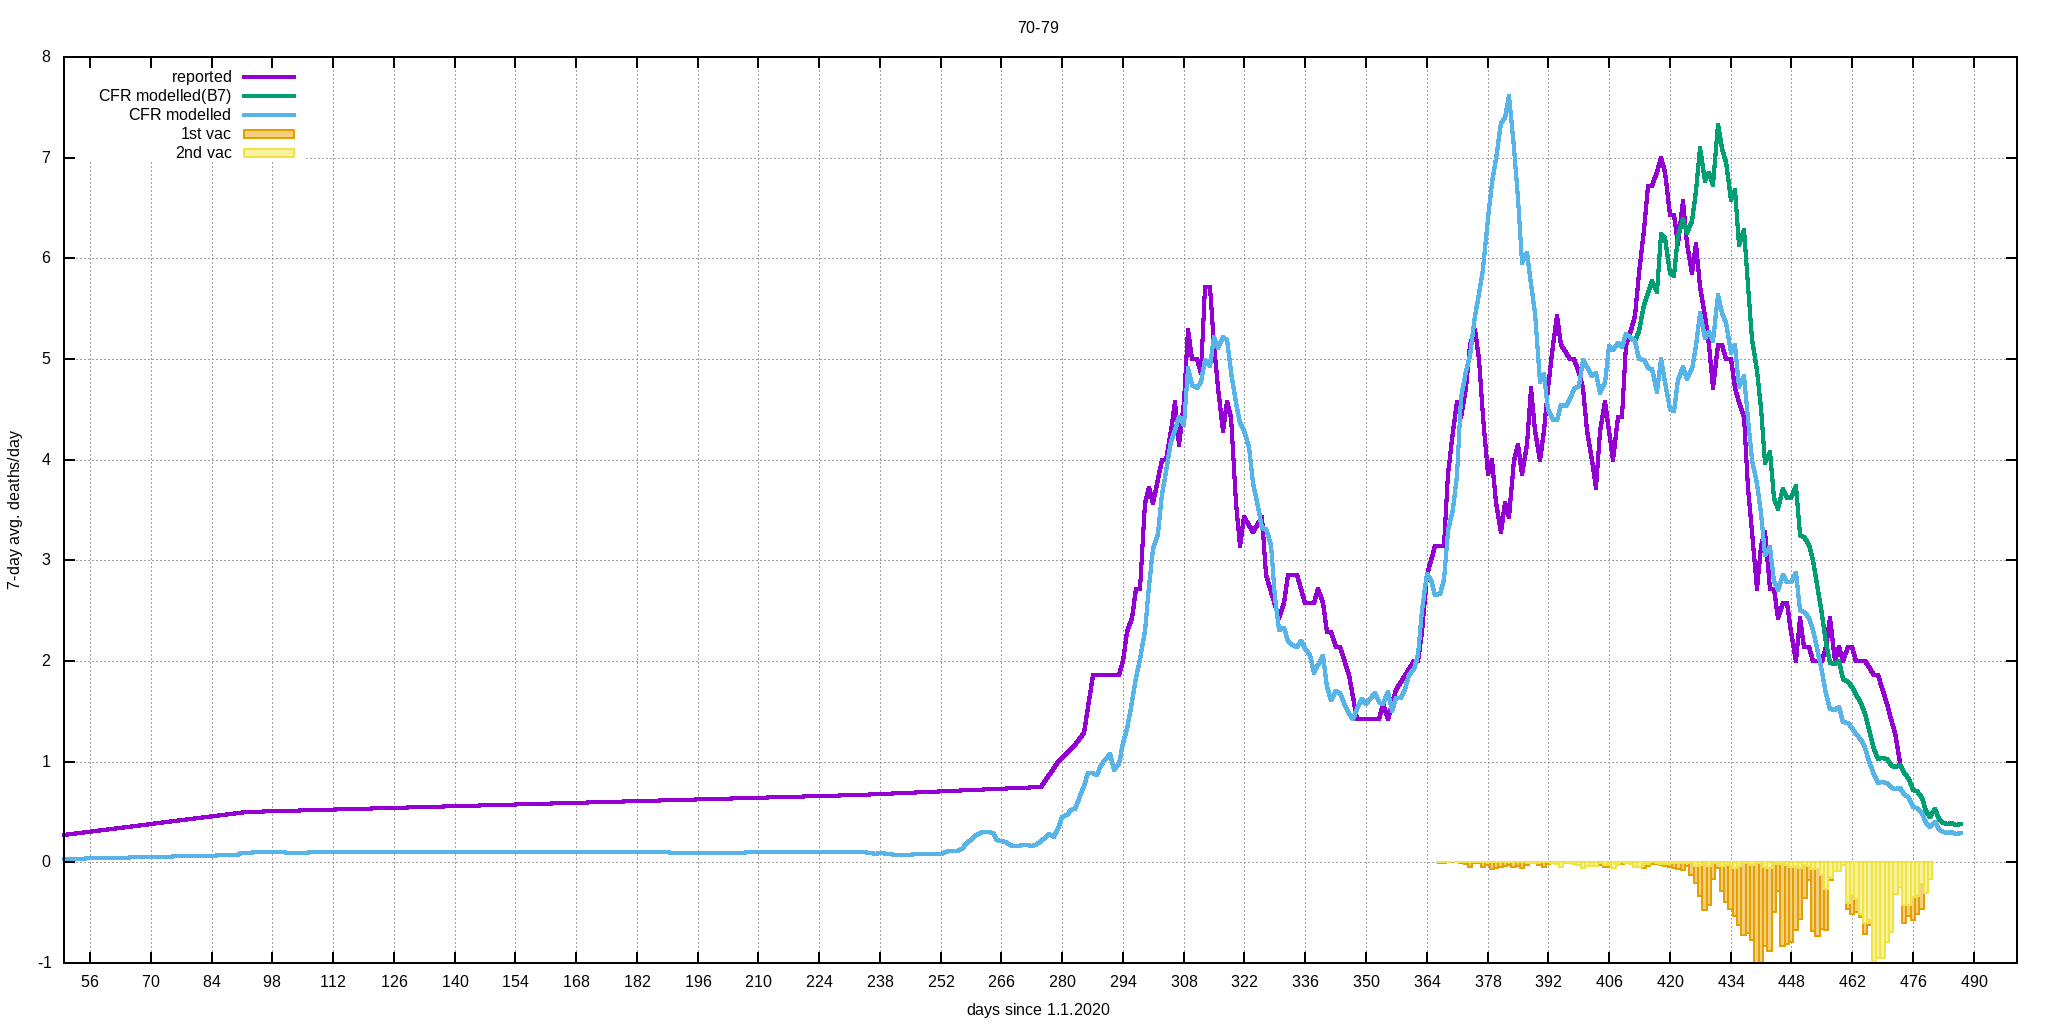 70-79
8
7
6
5
4
3
2
1
0
-1
7-day avg. deaths/day
reported
CFR modelled(B7)
CFR modelled
1st vac
2nd vac
56 70 84 98 112 126 140 154 168 182 196 210 224 238 252 266 280 294 308 322 336 350 364 378 392 406 420 434 448 462 476 490
days since 1.1.2020